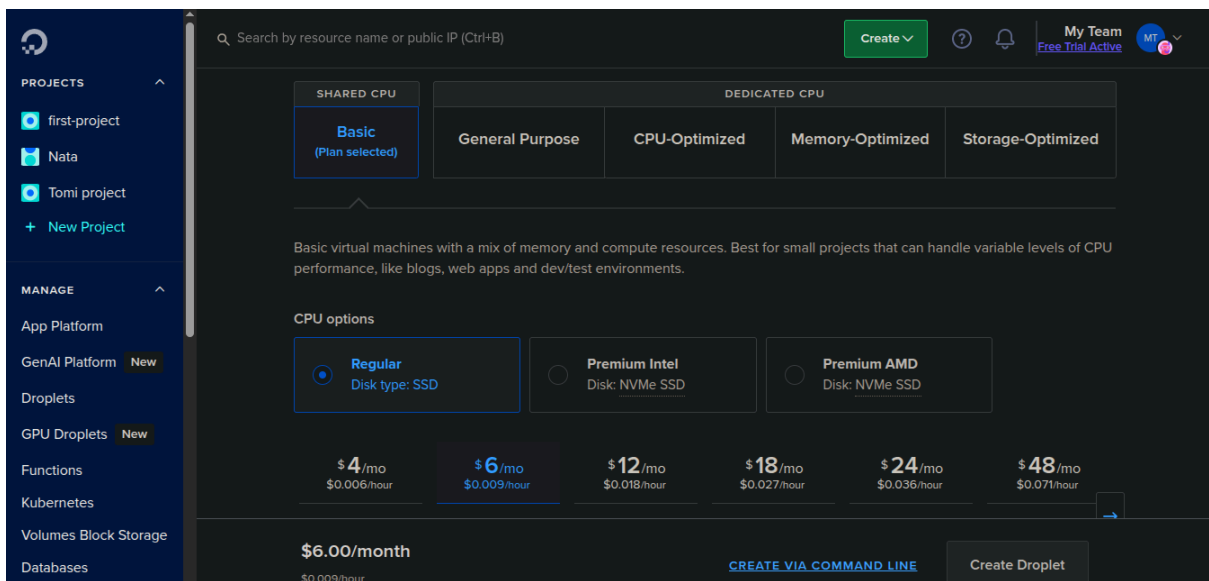 Search by resource name or public IP (Ctrl+B)
Create
?
My Team
Free Trial Active
MT
PROJECTS
first-project
Nata
Tomi project
+ New Project
MANAGE
App Platform
GenAI Platform New
Droplets
GPU Droplets New
Functions
Kubernetes
Volumes Block Storage
Databases
SHARED CPU
DEDICATED CPU
Basic
(Plan selected)
General Purpose
CPU-Optimized
Memory-Optimized
Storage-Optimized
Basic virtual machines with a mix of memory and compute resources. Best for small projects that can handle variable levels of CPU
performance, like blogs, web apps and dev/test environments.
CPU options
Regular
Disk type: SSD
Premium Intel
Disk: NVMe SSD
Premium AMD
Disk: NVMe SSD
$4/mo
$0.006/hour
$6/mo
$0.009/hour
$12/mo
$0.018/hour
$18/mo
$0.027/hour
$24/mo
$0.036/hour
$48/mo
$0.071/hour
→
$6.00/month
$0.009/hour
CREATE VIA COMMAND LINE
Create Droplet